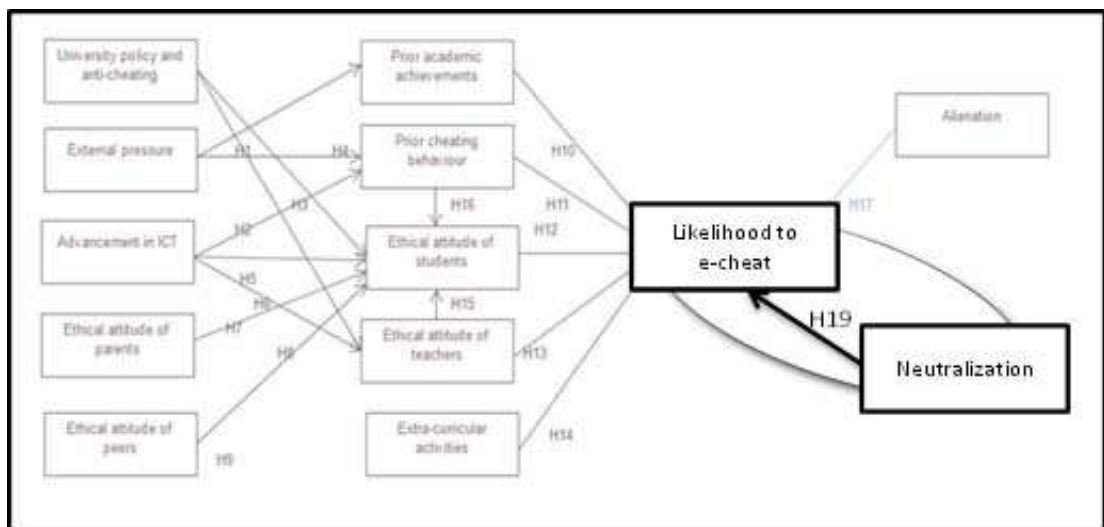 University policy and
anti-cheating
External pressure
Advancement in ICT
Ethical attitude of
parents
Ethical attitude of
peers
H1
H4
H3
H2
H5
H6
H7
H8
H9
Prior academic
achievements
Prior cheating
behaviour
H16
Ethical attitude of
students
H15
Ethical attitude of
teachers
Extra-curricular
activities
H10
H11
H12
H13
H14
Likelihood to
e-cheat
Alienation
H17
H19
Neutralization